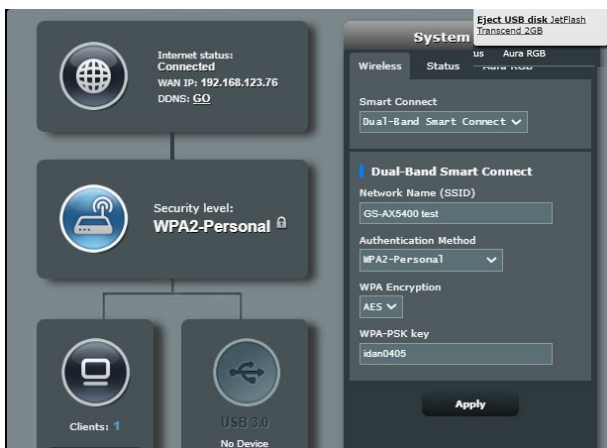 Internet status:
Connected
WAN IP: 192.168.123.76
DDNS: GO
Security level:
WPA2-Personal
Clients: 1
USB 3.0
No Device
Eject USB disk JetFlash
Transcend 2GB
System
us Aura RGB
Wireless Status Aura RGB
Smart Connect
Dual-Band Smart Connect
Dual-Band Smart Connect
Network Name (SSID)
GS-AX5400 test
Authentication Method
WPA2-Personal
WPA Encryption
AES
WPA-PSK key
idan0405
Apply